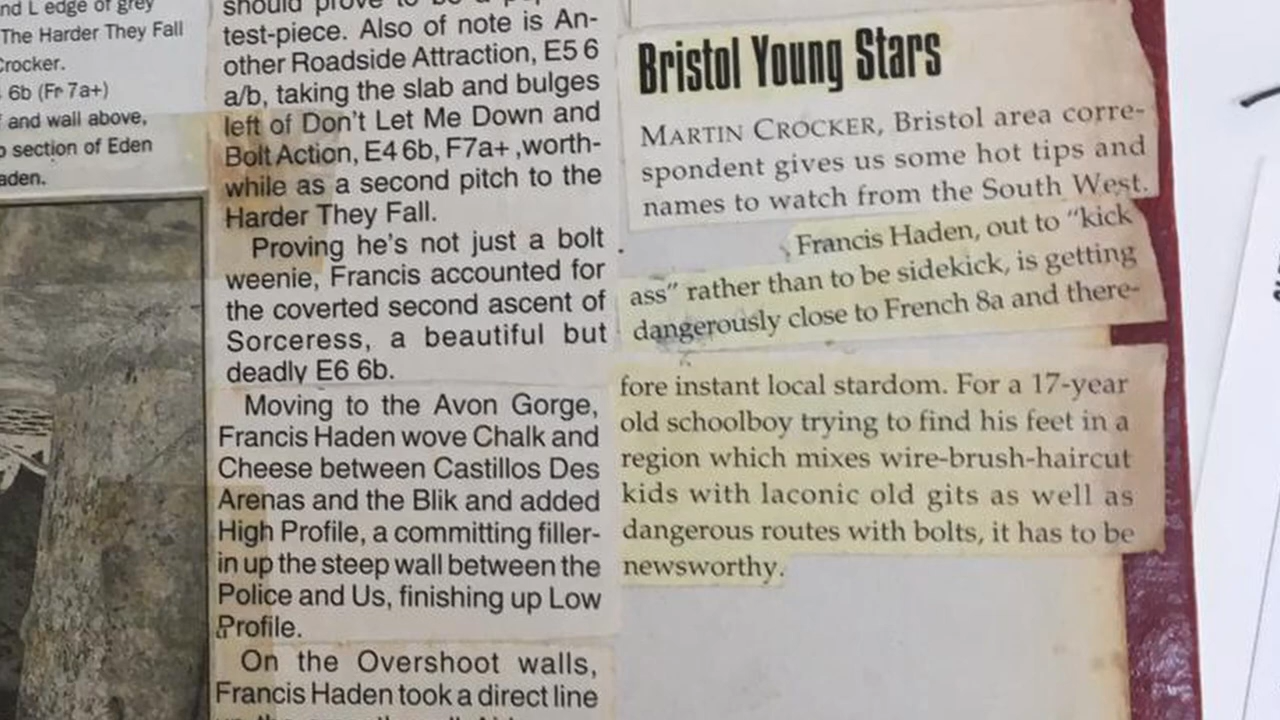 nd L edge of grey
The Harder They Fall
Crocker.
6b (Fr 7a+)
and wall above,
section of Eden
aden.
should prove to be a
test-piece. Also of note is An-
other Roadside Attraction, E5 6
a/b, taking the slab and bulges
left of Don't Let Me Down and
Bolt Action, E4 6b, F7a+ ,worth-
while as a second pitch to the
Harder They Fall.
Proving he's not just a bolt
weenie, Francis accounted for
the coverted second ascent of
Sorceress, a beautiful but
deadly E6 6b.
Moving to the Avon Gorge,
Francis Haden wove Chalk and
Cheese between Castillos Des
Arenas and the Blik and added
High Profile, a committing filler-
in up the steep wall between the
Police and Us, finishing up Low
Profile.
On the Overshoot walls,
Francis Haden took a direct line
Bristol Young Stars
MARTIN CROCKER, Bristol area corre-
spondent gives us some hot tips and
names to watch from the South West.
Francis Haden, out to "kick
ass" rather than to be sidekick, is getting
dangerously close to French 8a and there-
fore instant local stardom. For a 17-year
old schoolboy trying to find his feet in a
region which mixes wire-brush-haircut
kids with laconic old gits as well as
dangerous routes with bolts, it has to be
newsworthy.